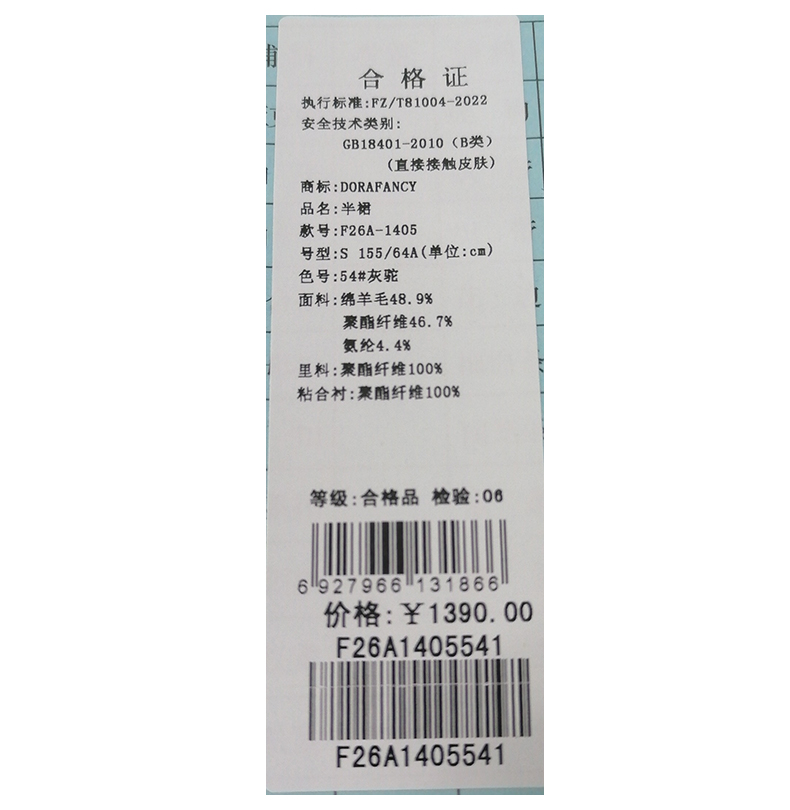 合格证
执行标准:FZ/T81004-2022
安全技术类别:
GB18401-2010（B类）
(直接接触皮肤)
商标:DORAFANCY
品名:半裙
款号:F26A-1405
号型:S 155/64A(单位:cm)
色号:54#灰驼
面料:绵羊毛48.9%
聚酯纤维46.7%
氨纶4.4%
里料:聚酯纤维100%
粘合衬:聚酯纤维100%
等级:合格品 检验:06
6 927966 131866
价格:￥1390.00
F26A1405541
F26A1405541